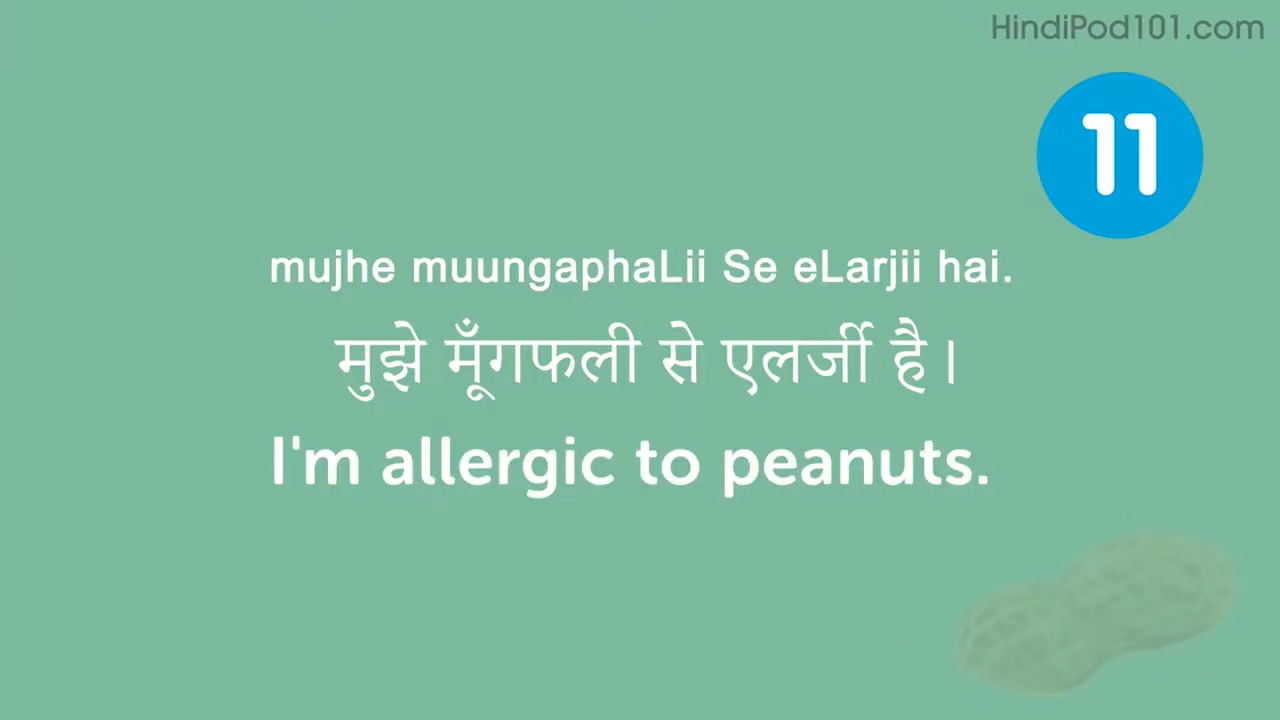 HindiPod101.com
11
mujhe muungaphaLii Se eLarjii hai.
मुझे मूँगफली से एलर्जी है।
I'm allergic to peanuts.